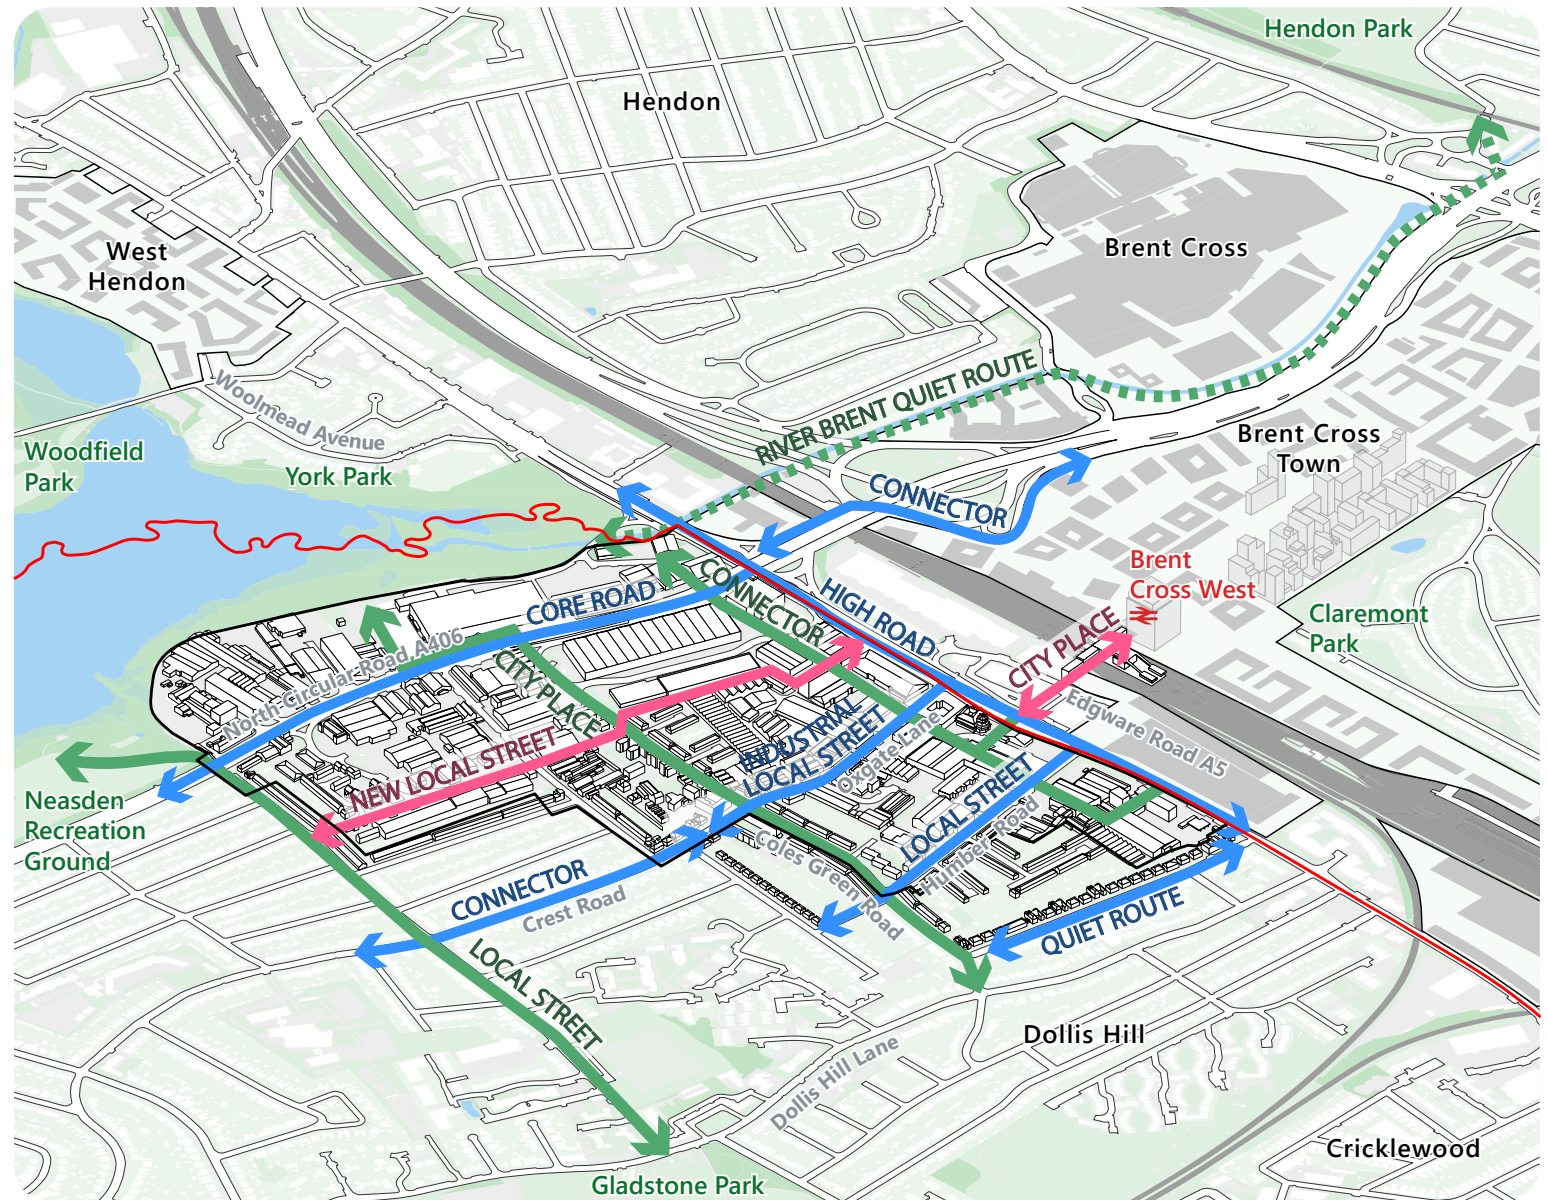 Hendon Park
Hendon
West
Hendon
Brent Cross
Woolmead Avenue
RIVER BRENT QUIET ROUTE
Woodfield
Park
York Park
Brent Cross
Town
CONNECTOR
Brent
Cross West
CONNECTOR
HIGH ROAD
CORE ROAD
CITY PLACE
Claremont
Park
North Circular Road A406
CITY PLACE
Edgware Road A5
INDUSTRIAL
LOCAL STREET
Oxgate Lane
NEW LOCAL STREET
LOCAL STREET
Humber Road
Neasden
Recreation
Ground
Coles Green Road
CONNECTOR
Crest Road
QUIET ROUTE
LOCAL STREET
Dollis Hill
Dollis Hill Lane
Cricklewood
Gladstone Park